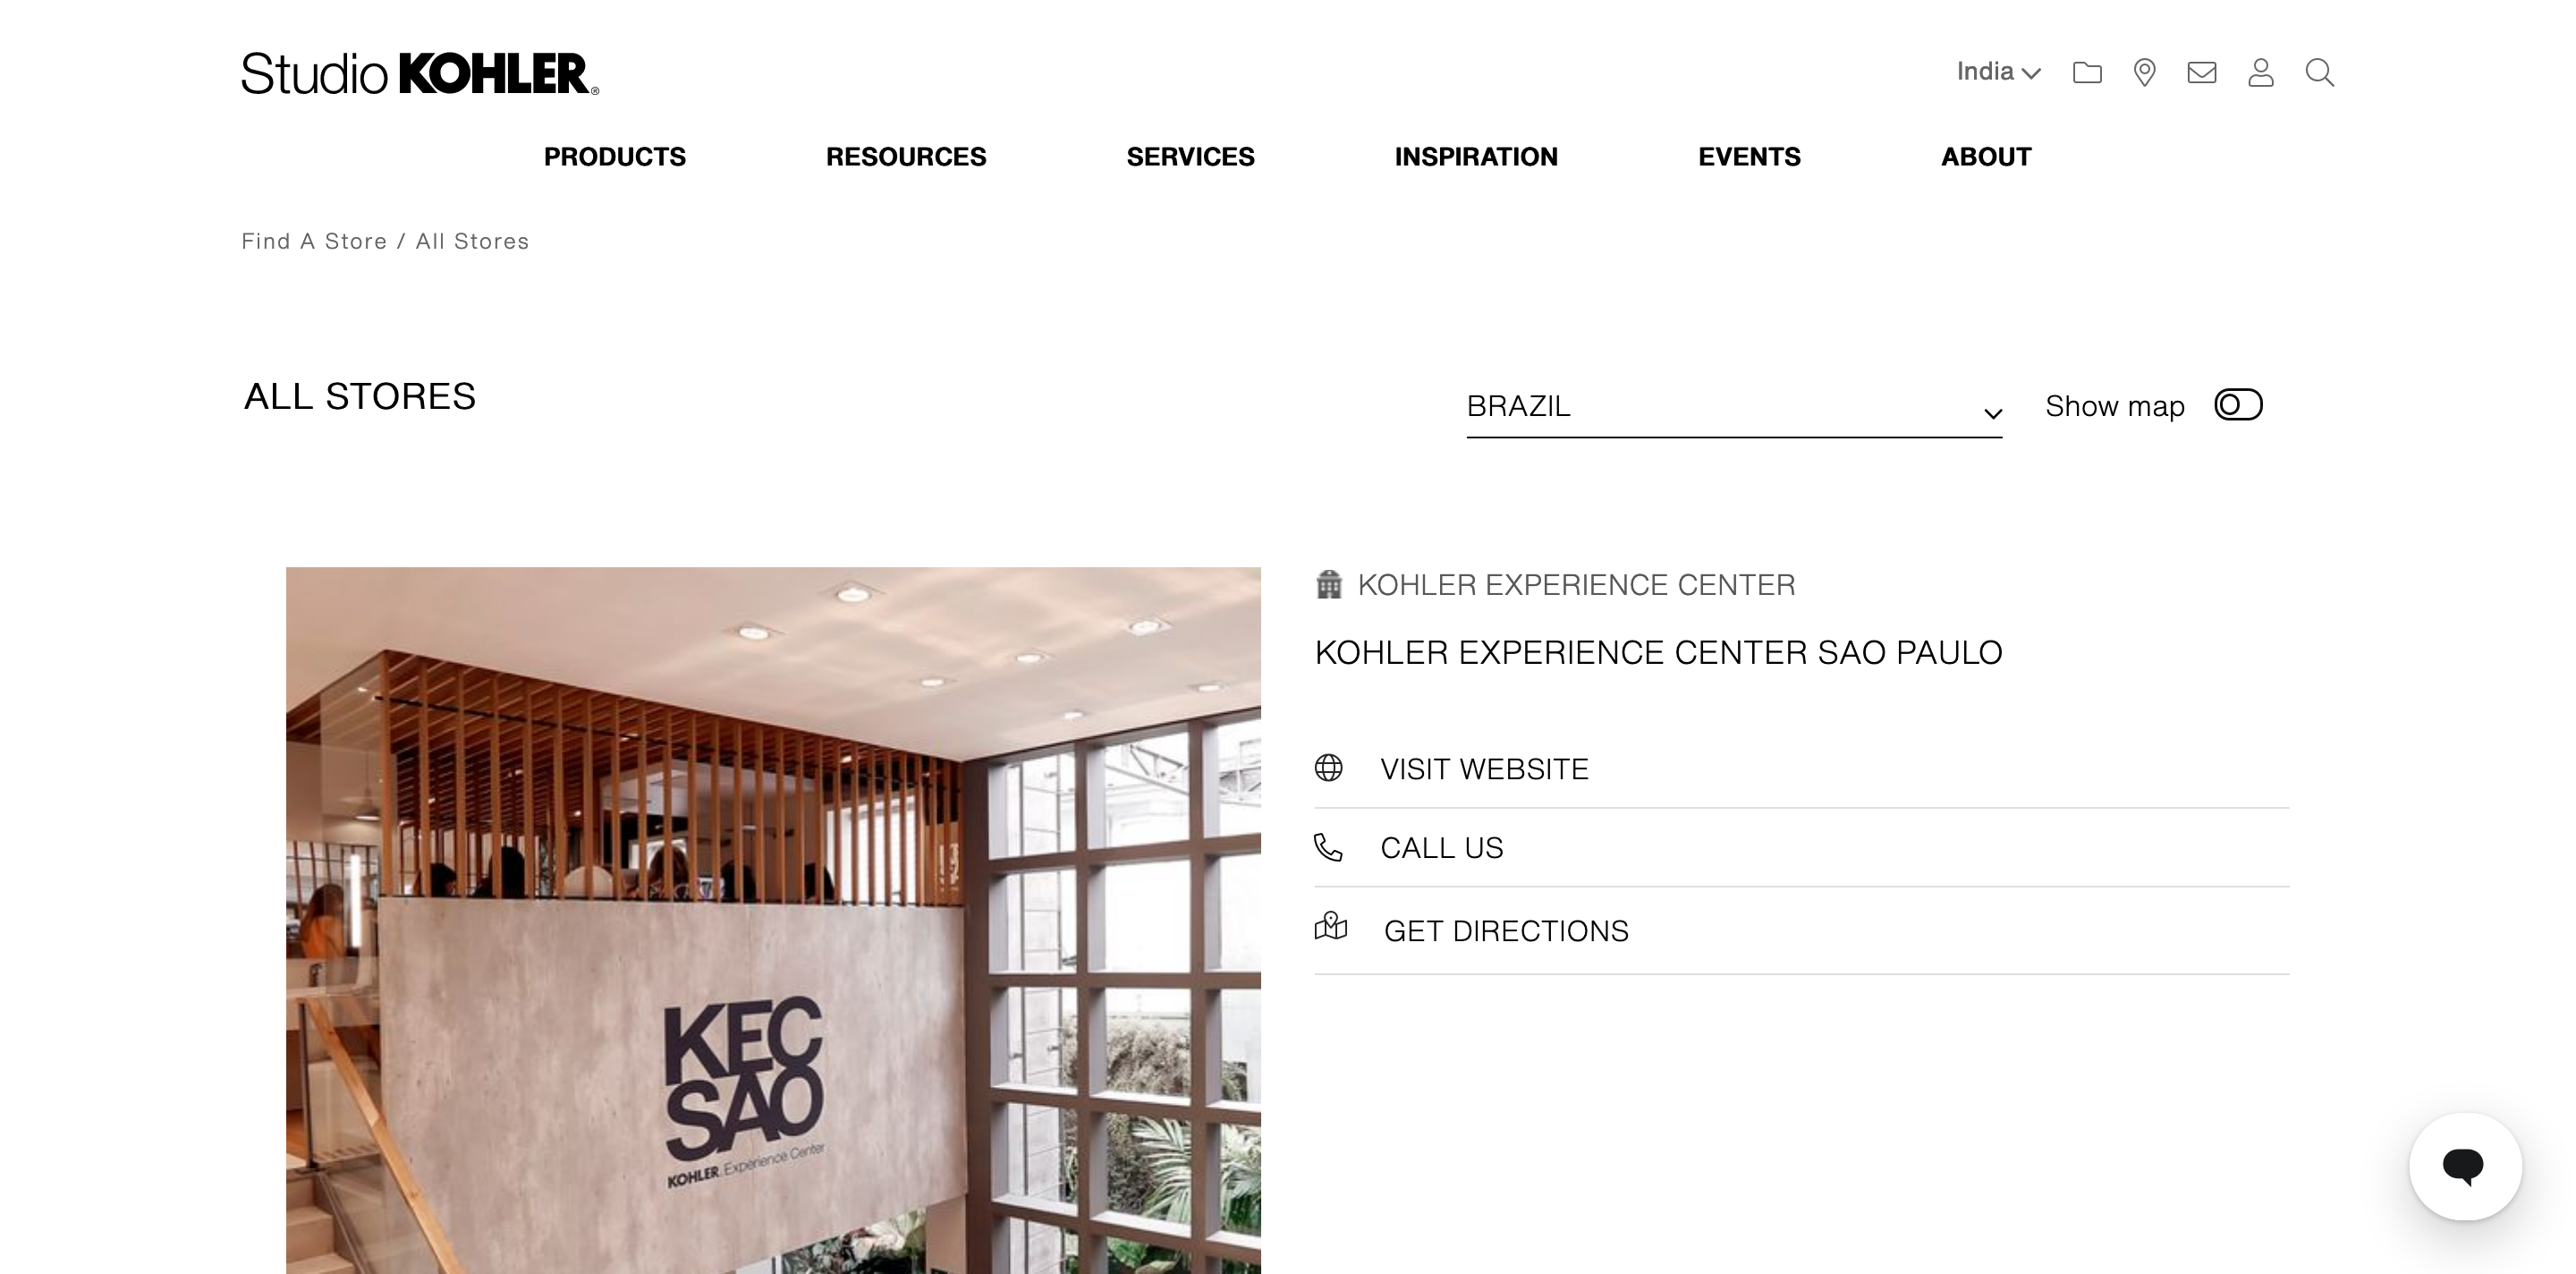 Studio KOHLER®
India
PRODUCTS RESOURCES SERVICES INSPIRATION EVENTS ABOUT
Find A Store / All Stores
ALL STORES
BRAZIL
Show map
KOHLER EXPERIENCE CENTER
KOHLER EXPERIENCE CENTER SAO PAULO
VISIT WEBSITE
CALL US
GET DIRECTIONS
KEC
SAO
KOHLER Experience Center